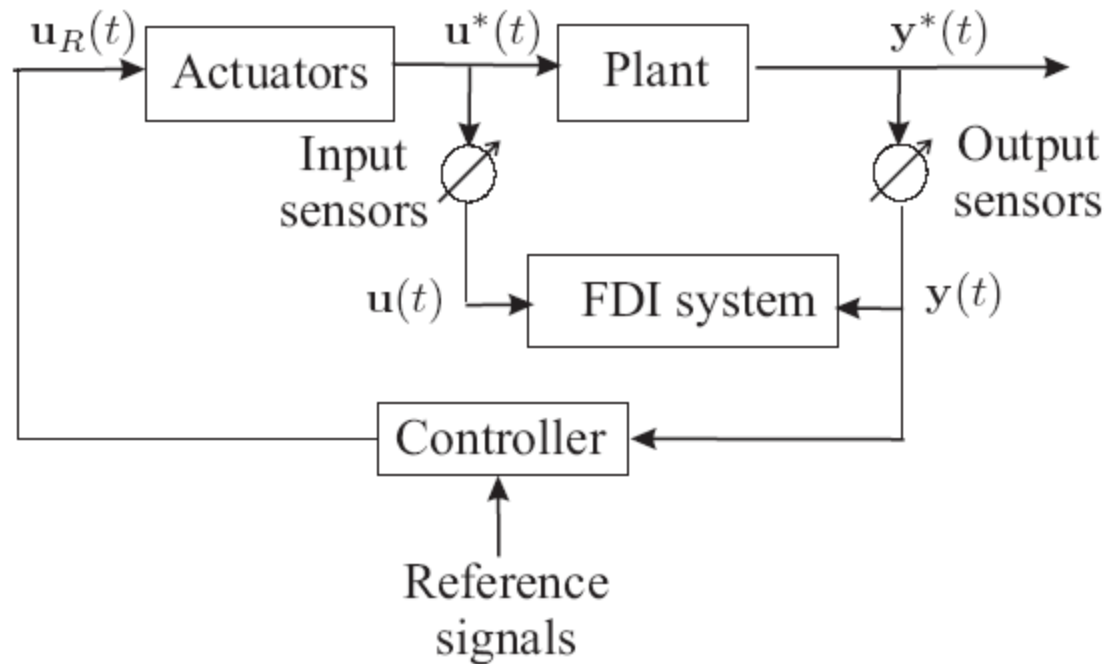 u_R(t)
u*(t)
y*(t)
Actuators
Plant
Input
sensors
Output
sensors
u(t)
FDI system
y(t)
Controller
Reference
signals